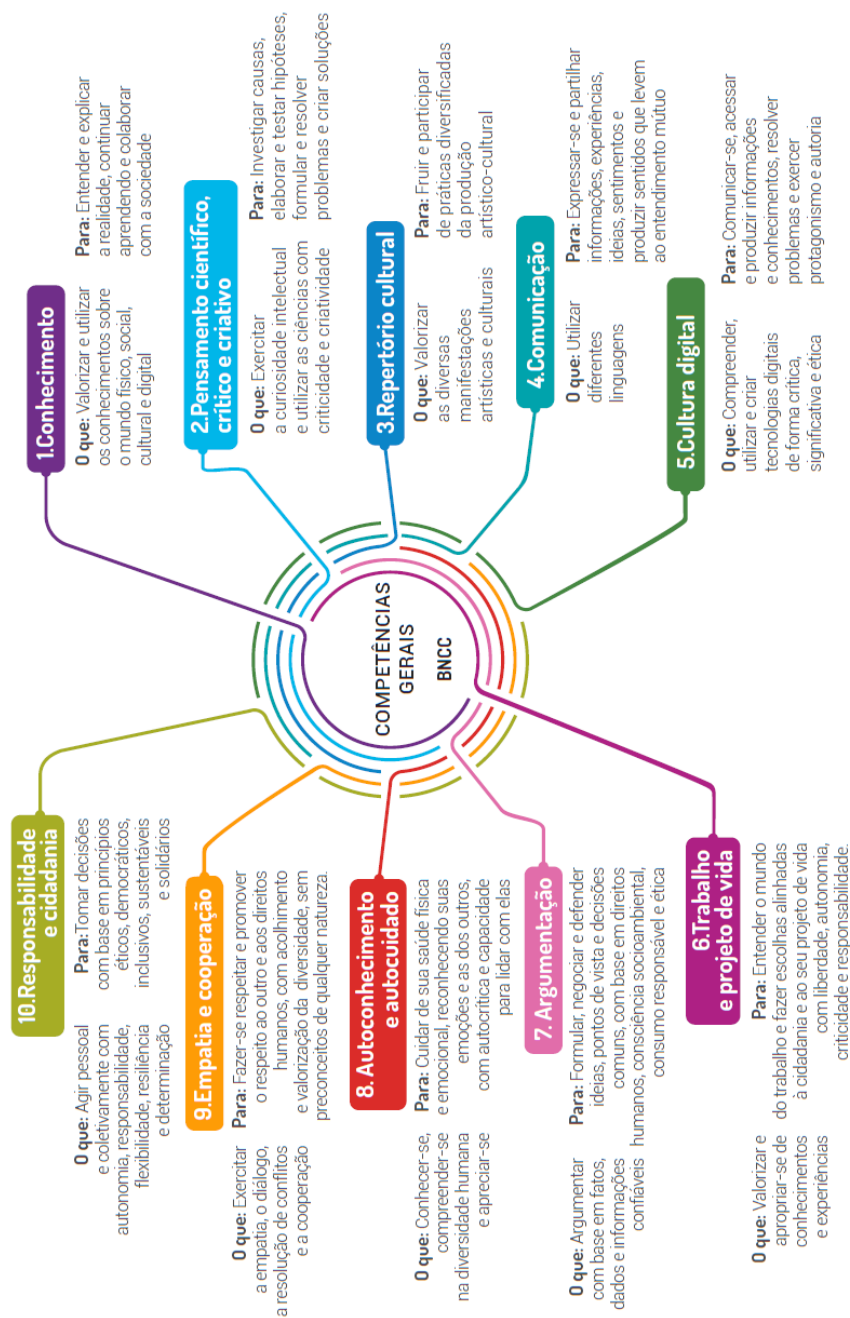 COMPETÊNCIAS
GERAIS
BNCC
1.Conhecimento
O que: Valorizar e utilizar
os conhecimentos sobre
o mundo físico, social,
cultural e digital
Para: Entender e explicar
a realidade, continuar
aprendendo e colaborar
com a sociedade
2.Pensamento científico,
crítico e criativo
O que: Exercitar
a curiosidade intelectual
e utilizar as ciências com
criticidade e criatividade
Para: Investigar causas,
elaborar e testar hipóteses,
formular e resolver
problemas e criar soluções
3.Repertório cultural
O que: Valorizar
as diversas
manifestações
artísticas e culturais
Para: Fruir e participar
de práticas diversificadas
da produção
artístico-cultural
4.Comunicação
O que: Utilizar
diferentes
linguagens
Para: Expressar-se e partilhar
informações, experiências,
ideias, sentimentos e
produzir sentidos que levem
ao entendimento mútuo
5.Cultura digital
O que: Compreender,
utilizar e criar
tecnologias digitais
de forma crítica,
significativa e ética
Para: Comunicar-se, acessar
e produzir informações
e conhecimentos, resolver
problemas e exercer
protagonismo e autoria
6.Trabalho
e projeto de vida
O que: Valorizar e
apropriar-se de
conhecimentos
e experiências
Para: Entender o mundo
do trabalho e fazer escolhas alinhadas
à cidadania e ao seu projeto de vida
com liberdade, autonomia,
criticidade e responsabilidade.
7. Argumentação
O que: Argumentar
com base em fatos,
dados e informações
confiáveis
Para: Formular, negociar e defender
ideias, pontos de vista e decisões
comuns, com base em direitos
humanos, consciência socioambiental,
consumo responsável e ética
8. Autoconhecimento
e autocuidado
O que: Conhecer-se,
compreender-se
na diversidade humana
e apreciar-se
Para: Cuidar de sua saúde física
e emocional, reconhecendo suas
emoções e as dos outros,
com autocrítica e capacidade
para lidar com elas
9.Empatia e cooperação
O que: Exercitar
a empatia, o diálogo,
a resolução de conflitos
e a cooperação
Para: Fazer-se respeitar e promover
o respeito ao outro e aos direitos
humanos, com acolhimento
e valorização da diversidade, sem
preconceitos de qualquer natureza.
10.Responsabilidade
e cidadania
O que: Agir pessoal
e coletivamente com
autonomia, responsabilidade,
flexibilidade, resiliência
e determinação
Para: Tomar decisões
com base em princípios
éticos, democráticos,
inclusivos, sustentáveis
e solidários